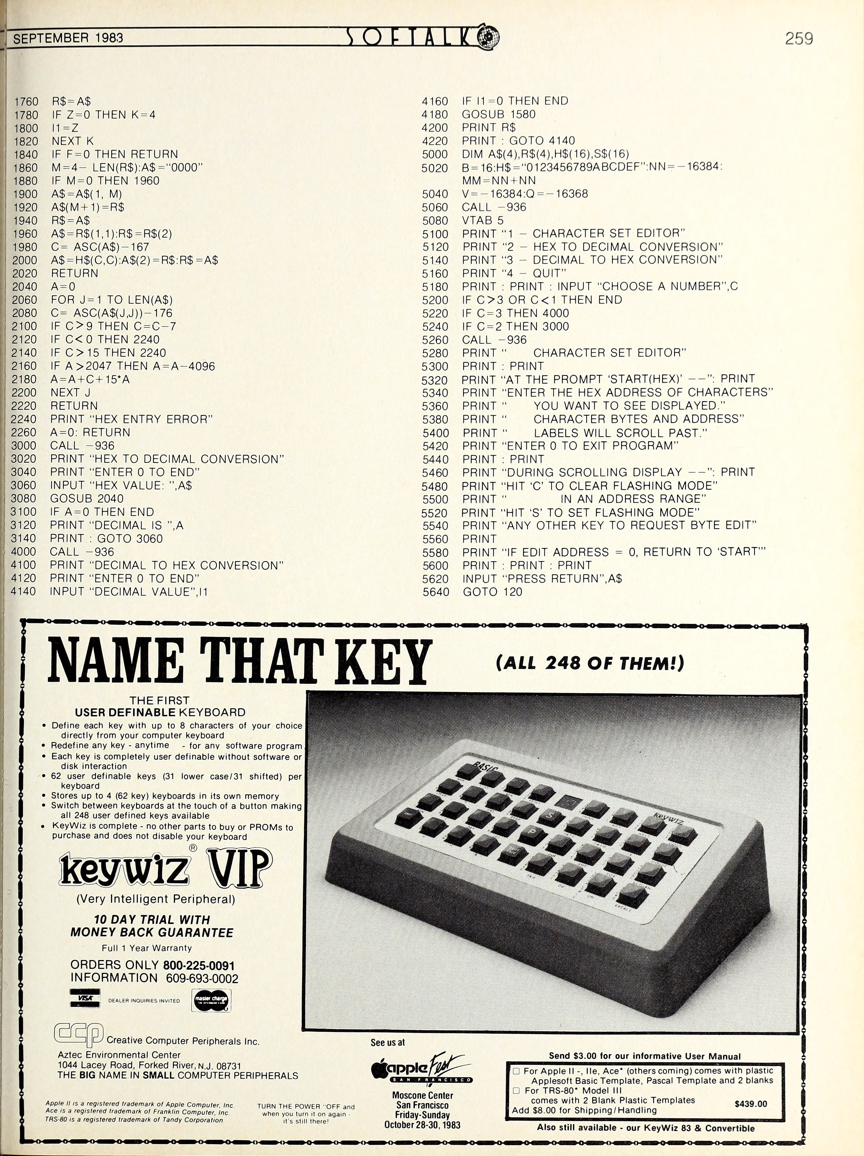 SEPTEMBER 1983
SOFTALK
259
1760 R$=A$
1780 IF Z=0 THEN K=4
1800 I1=Z
1820 NEXT K
1840 IF F=0 THEN RETURN
1860 M=4- LEN(R$):A$="0000"
1880 IF M=0 THEN 1960
1900 A$=A$(1, M)
1920 A$(M+1)=R$
1940 R$=A$
1960 A$=R$(1,1):R$=R$(2)
1980 C= ASC(A$)-167
2000 A$=H$(C,C):A$(2)=R$:R$=A$
2020 RETURN
2040 A=0
2060 FOR J=1 TO LEN(A$)
2080 C= ASC(A$(J,J))-176
2100 IF C>9 THEN C=C-7
2120 IF C<0 THEN 2240
2140 IF C>15 THEN 2240
2160 IF A>2047 THEN A=A-4096
2180 A=A+C+15*A
2200 NEXT J
2220 RETURN
2240 PRINT "HEX ENTRY ERROR"
2260 A=0: RETURN
3000 CALL -936
3020 PRINT "HEX TO DECIMAL CONVERSION"
3040 PRINT "ENTER 0 TO END"
3060 INPUT "HEX VALUE: ",A$
3080 GOSUB 2040
3100 IF A=0 THEN END
3120 PRINT "DECIMAL IS ",A
3140 PRINT : GOTO 3060
4000 CALL -936
4100 PRINT "DECIMAL TO HEX CONVERSION"
4120 PRINT "ENTER 0 TO END"
4140 INPUT "DECIMAL VALUE",I1
4160 IF I1=0 THEN END
4180 GOSUB 1580
4200 PRINT R$
4220 PRINT : GOTO 4140
5000 DIM A$(4),R$(4),H$(16),S$(16)
5020 B=16:H$="0123456789ABCDEF":NN=-16384:
MM=NN+NN
5040 V=-16384:Q=-16368
5060 CALL -936
5080 VTAB 5
5100 PRINT "1 - CHARACTER SET EDITOR"
5120 PRINT "2 - HEX TO DECIMAL CONVERSION"
5140 PRINT "3 - DECIMAL TO HEX CONVERSION"
5160 PRINT "4 - QUIT"
5180 PRINT : PRINT : INPUT "CHOOSE A NUMBER",C
5200 IF C>3 OR C<1 THEN END
5220 IF C=3 THEN 4000
5240 IF C=2 THEN 3000
5260 CALL -936
5280 PRINT " CHARACTER SET EDITOR"
5300 PRINT : PRINT
5320 PRINT "AT THE PROMPT 'START(HEX)' --": PRINT
5340 PRINT "ENTER THE HEX ADDRESS OF CHARACTERS"
5360 PRINT " YOU WANT TO SEE DISPLAYED."
5380 PRINT " CHARACTER BYTES AND ADDRESS"
5400 PRINT " LABELS WILL SCROLL PAST."
5420 PRINT "ENTER 0 TO EXIT PROGRAM"
5440 PRINT : PRINT
5460 PRINT "DURING SCROLLING DISPLAY --": PRINT
5480 PRINT "HIT 'C' TO CLEAR FLASHING MODE"
5500 PRINT " IN AN ADDRESS RANGE"
5520 PRINT "HIT 'S' TO SET FLASHING MODE"
5540 PRINT "ANY OTHER KEY TO REQUEST BYTE EDIT"
5560 PRINT
5580 PRINT "IF EDIT ADDRESS = 0, RETURN TO 'START'"
5600 PRINT : PRINT : PRINT
5620 INPUT "PRESS RETURN",A$
5640 GOTO 120
NAME THAT KEY
(ALL 248 OF THEM!)
THE FIRST
USER DEFINABLE KEYBOARD
• Define each key with up to 8 characters of your choice
directly from your computer keyboard
• Redefine any key - anytime - for any software program
• Each key is completely user definable without software or
disk interaction
• 62 user definable keys (31 lower case/31 shifted) per
keyboard
• Stores up to 4 (62 key) keyboards in its own memory
• Switch between keyboards at the touch of a button making
all 248 user defined keys available
• KeyWiz is complete - no other parts to buy or PROMs to
purchase and does not disable your keyboard
keywiz® VIP
(Very Intelligent Peripheral)
10 DAY TRIAL WITH
MONEY BACK GUARANTEE
Full 1 Year Warranty
ORDERS ONLY 800-225-0091
INFORMATION 609-693-0002
VISA
DEALER INQUIRIES INVITED
master charge
BASIC
keywiz
S
P
ccp Creative Computer Peripherals Inc.
Aztec Environmental Center
1044 Lacey Road, Forked River, N.J. 08731
THE BIG NAME IN SMALL COMPUTER PERIPHERALS
Apple II is a registered trademark of Apple Computer, Inc.
Ace is a registered trademark of Franklin Computer, Inc.
TRS-80 is a registered trademark of Tandy Corporation
TURN THE POWER "OFF and
when you turn it on again
it's still there!
See us at
apple Fest
SAN FRANCISCO
Moscone Center
San Francisco
Friday-Sunday
October 28-30, 1983
Send $3.00 for our informative User Manual
□ For Apple II -, IIe, Ace* (others coming) comes with plastic
Applesoft Basic Template, Pascal Template and 2 blanks
□ For TRS-80* Model III
comes with 2 Blank Plastic Templates
$439.00
Add $8.00 for Shipping/Handling
Also still available - our KeyWiz 83 & Convertible